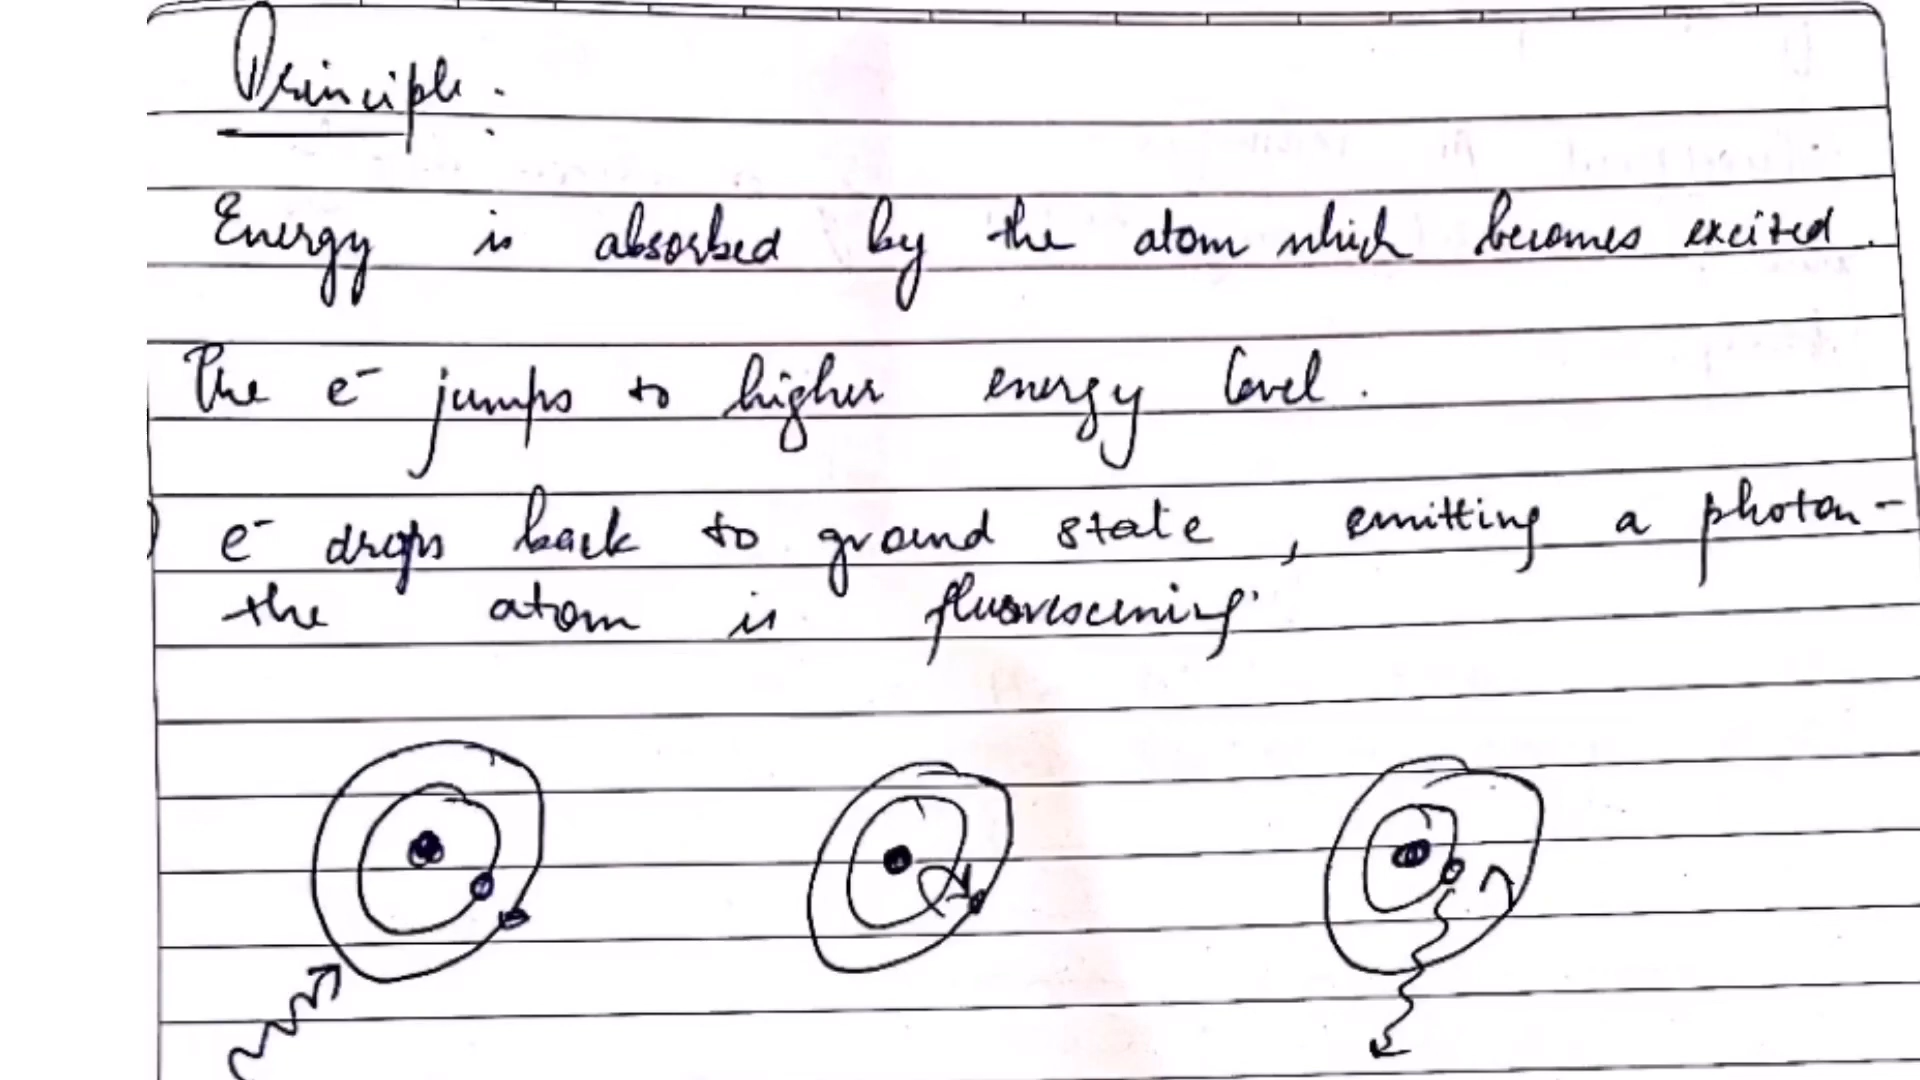 Principle.
Energy is absorbed by the atom which becomes excited.
The e⁻ jumps to higher energy level.
e⁻ drops back to ground state, emitting a photon -
the atom is fluorescening.